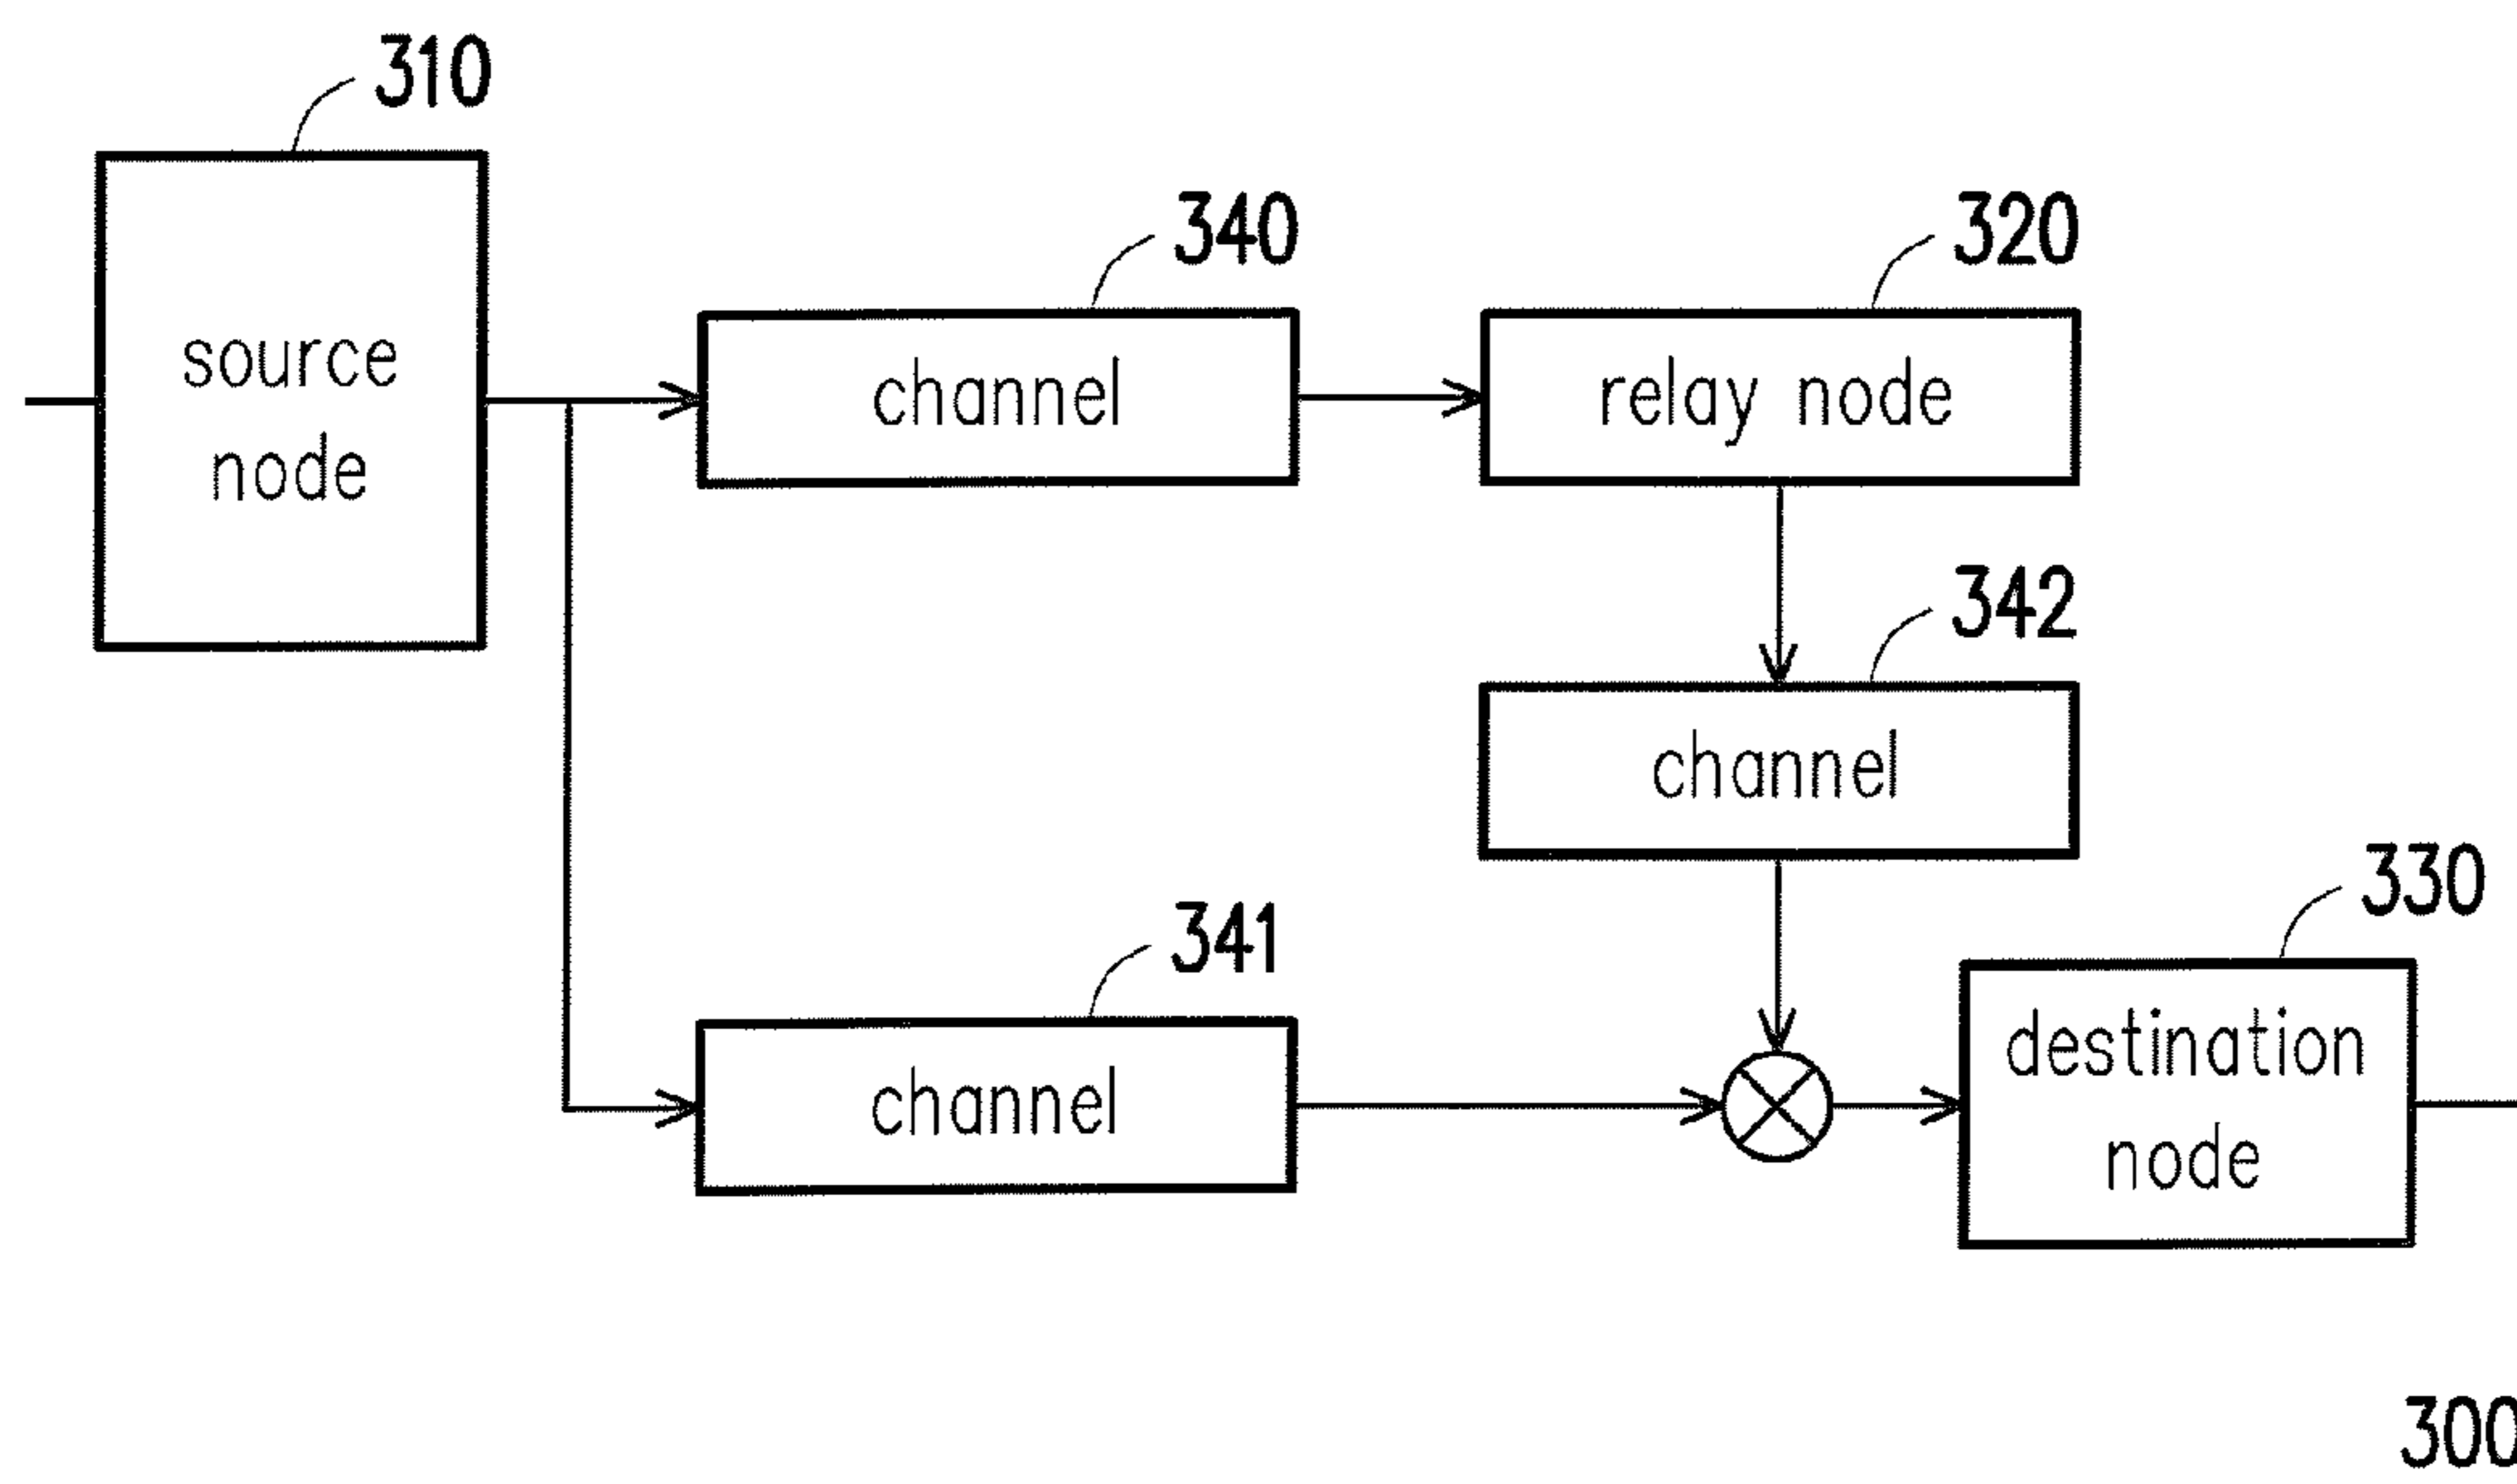 310
source
node
340
channel
320
relay node
342
channel
341
channel
330
destination
node
300